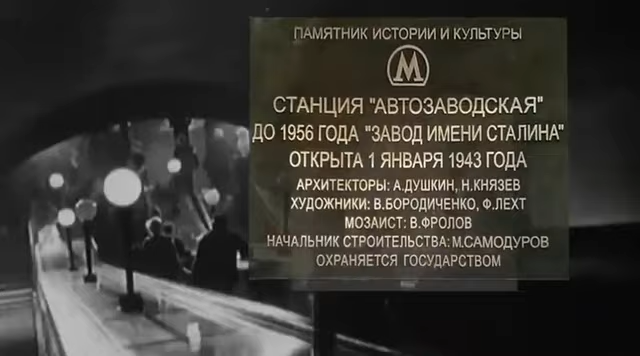 ПАМЯТНИК ИСТОРИИ И КУЛЬТУРЫ
М
СТАНЦИЯ "АВТОЗАВОДСКАЯ"
ДО 1956 ГОДА "ЗАВОД ИМЕНИ СТАЛИНА"
ОТКРЫТА 1 ЯНВАРЯ 1943 ГОДА
АРХИТЕКТОРЫ: А.ДУШКИН, Н.КНЯЗЕВ
ХУДОЖНИКИ: В.БОРОДИЧЕНКО, Ф.ЛЕХТ
МОЗАИСТ: В.ФРОЛОВ
НАЧАЛЬНИК СТРОИТЕЛЬСТВА: М.САМОДУРОВ
ОХРАНЯЕТСЯ ГОСУДАРСТВОМ